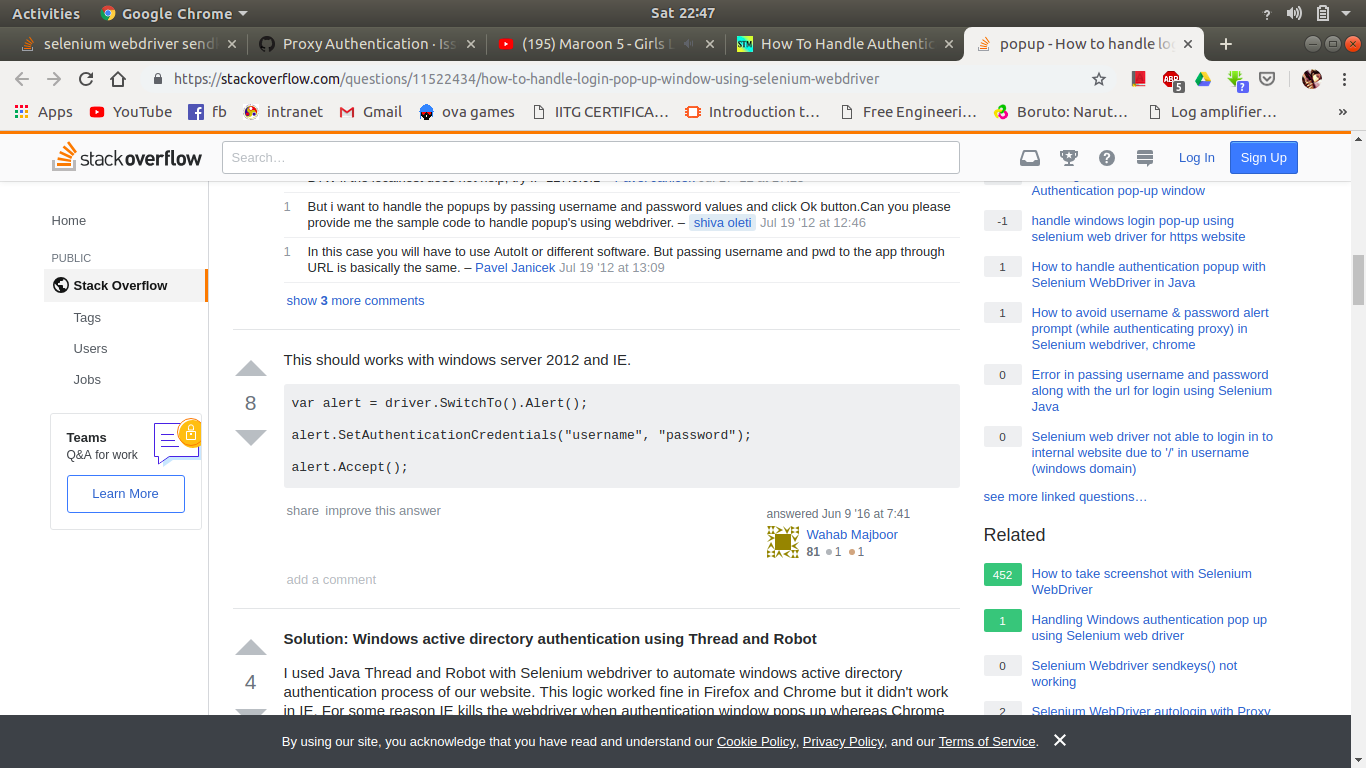 Activities
Google Chrome
Sat 22:47
selenium webdriver send
Proxy Authentication · Iss
(195) Maroon 5 - Girls L
STM
How To Handle Authentic
popup - How to handle lo
https://stackoverflow.com/questions/11522434/how-to-handle-login-pop-up-window-using-selenium-webdriver
ABP
5
?
Apps
YouTube
fb
intranet
Gmail
ova games
IITG CERTIFICA…
Introduction t…
Free Engineeri…
Boruto: Narut…
Log amplifier…
»
stackoverflow
Search…
Log In
Sign Up
Home
PUBLIC
Stack Overflow
Tags
Users
Jobs
Teams
Q&A for work
Learn More
1
But i want to handle the popups by passing username and password values and click Ok button.Can you please
provide me the sample code to handle popup's using webdriver. – shiva oleti Jul 19 '12 at 12:46
1
In this case you will have to use AutoIt or different software. But passing username and pwd to the app through
URL is basically the same. – Pavel Janicek Jul 19 '12 at 13:09
show 3 more comments
8
This should works with windows server 2012 and IE.
var alert = driver.SwitchTo().Alert();
alert.SetAuthenticationCredentials("username", "password");
alert.Accept();
share improve this answer
answered Jun 9 '16 at 7:41
Wahab Majboor
81 ●1 ●1
add a comment
4
Solution: Windows active directory authentication using Thread and Robot
I used Java Thread and Robot with Selenium webdriver to automate windows active directory
authentication process of our website. This logic worked fine in Firefox and Chrome but it didn't work
in IE. For some reason IE kills the webdriver when authentication window pops up whereas Chrome
Authentication pop-up window
-1
handle windows login pop-up using
selenium web driver for https website
1
How to handle authentication popup with
Selenium WebDriver in Java
1
How to avoid username & password alert
prompt (while authenticating proxy) in
Selenium webdriver, chrome
0
Error in passing username and password
along with the url for login using Selenium
Java
0
Selenium web driver not able to login in to
internal website due to '/' in username
(windows domain)
see more linked questions…
Related
452
How to take screenshot with Selenium
WebDriver
1
Handling Windows authentication pop up
using Selenium web driver
0
Selenium Webdriver sendkeys() not
working
2
Selenium WebDriver autologin with Proxy
By using our site, you acknowledge that you have read and understand our Cookie Policy, Privacy Policy, and our Terms of Service.